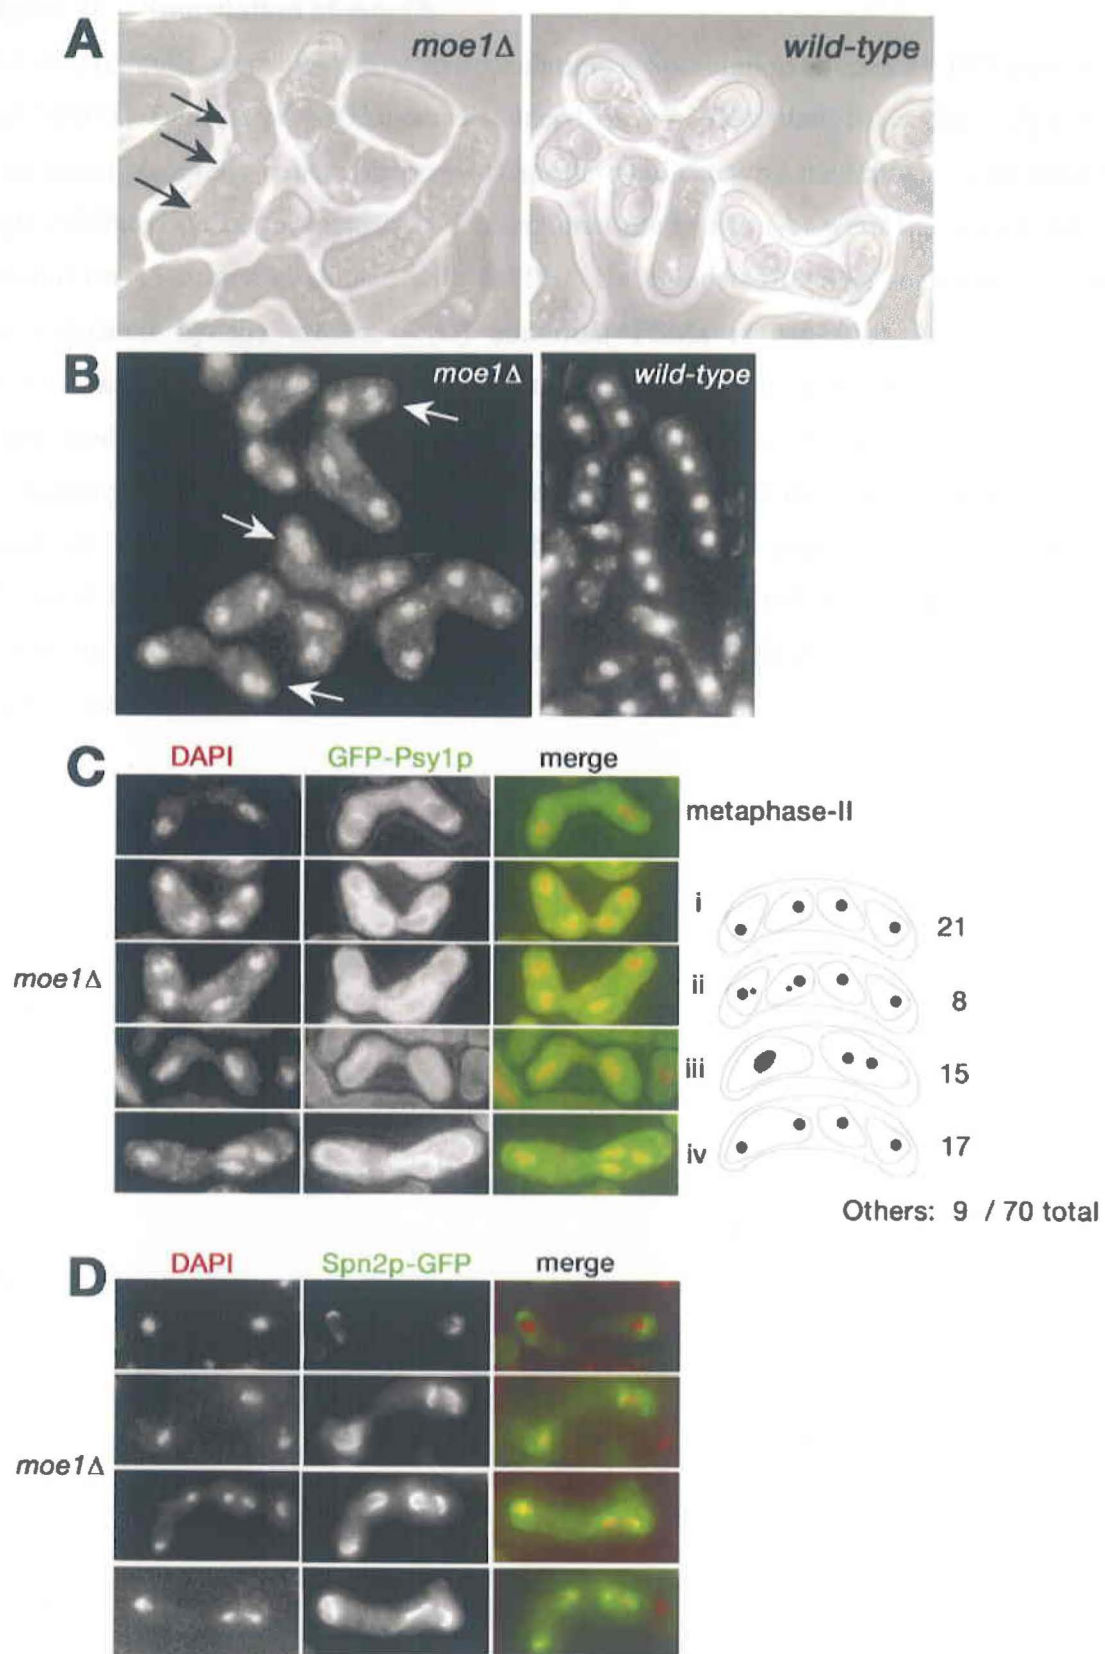 A
moe1Δ
wild-type
B
moe1Δ
wild-type
C
DAPI
GFP-Psy1p
merge
metaphase-II
moe1Δ
i
21
ii
8
iii
15
iv
17
Others: 9 / 70 total
D
DAPI
Spn2p-GFP
merge
moe1Δ